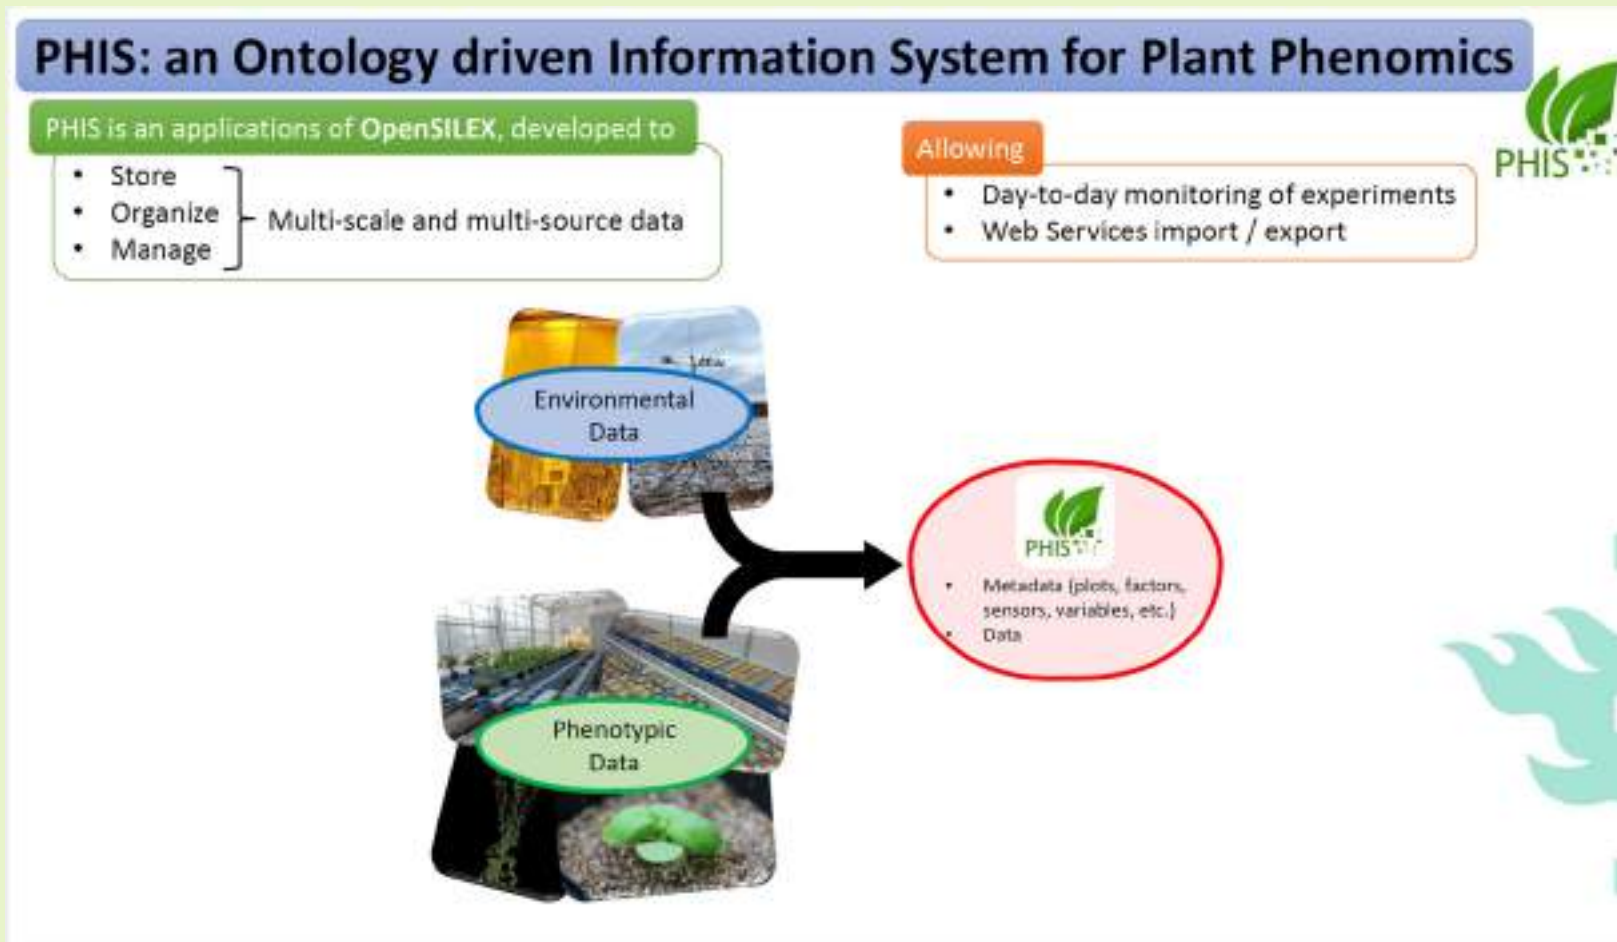 PHIS: an Ontology driven Information System for Plant Phenomics
PHIS is an applications of OpenSILEX, developed to
• Store
• Organize
• Manage
Multi-scale and multi-source data
Allowing
• Day-to-day monitoring of experiments
• Web Services import / export
PHIS
Environmental
Data
PHIS
• Metadata (plots, factors,
sensors, variables, etc.)
• Data
Phenotypic
Data